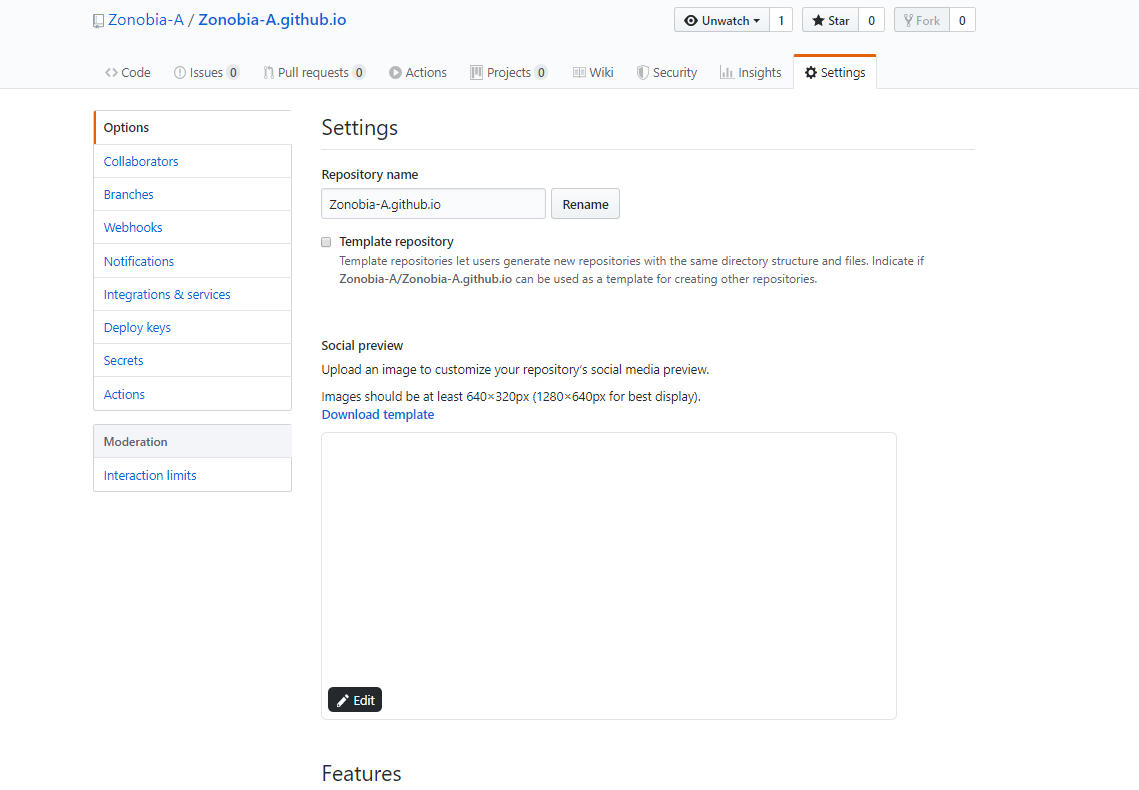 Zonobia-A / Zonobia-A.github.io
Unwatch 1 Star 0 Fork 0
Code Issues 0 Pull requests 0 Actions Projects 0 Wiki Security Insights Settings
Options
Collaborators
Branches
Webhooks
Notifications
Integrations & services
Deploy keys
Secrets
Actions
Moderation
Interaction limits
Settings
Repository name
Zonobia-A.github.io Rename
Template repository
Template repositories let users generate new repositories with the same directory structure and files. Indicate if
Zonobia-A/Zonobia-A.github.io can be used as a template for creating other repositories.
Social preview
Upload an image to customize your repository's social media preview.
Images should be at least 640×320px (1280×640px for best display).
Download template
Edit
Features